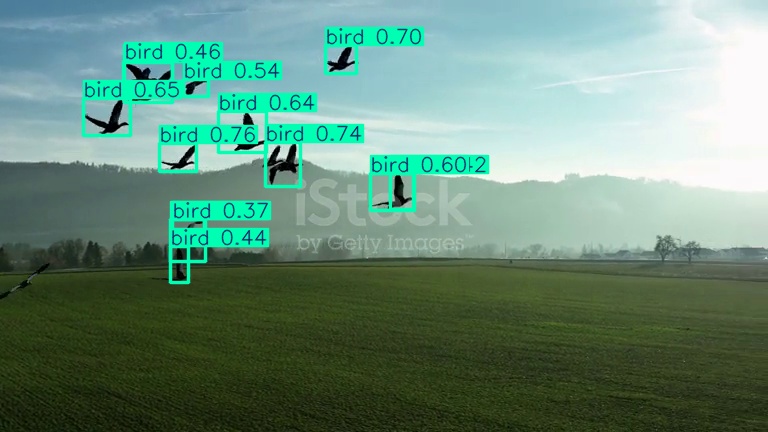 bird 0.70
bird 0.46
bird 0.54
bird 0.65
bird 0.64
bird 0.76
bird 0.74
bird 0.60
bird 0.37
bird 0.44
iStock
by Getty Images™